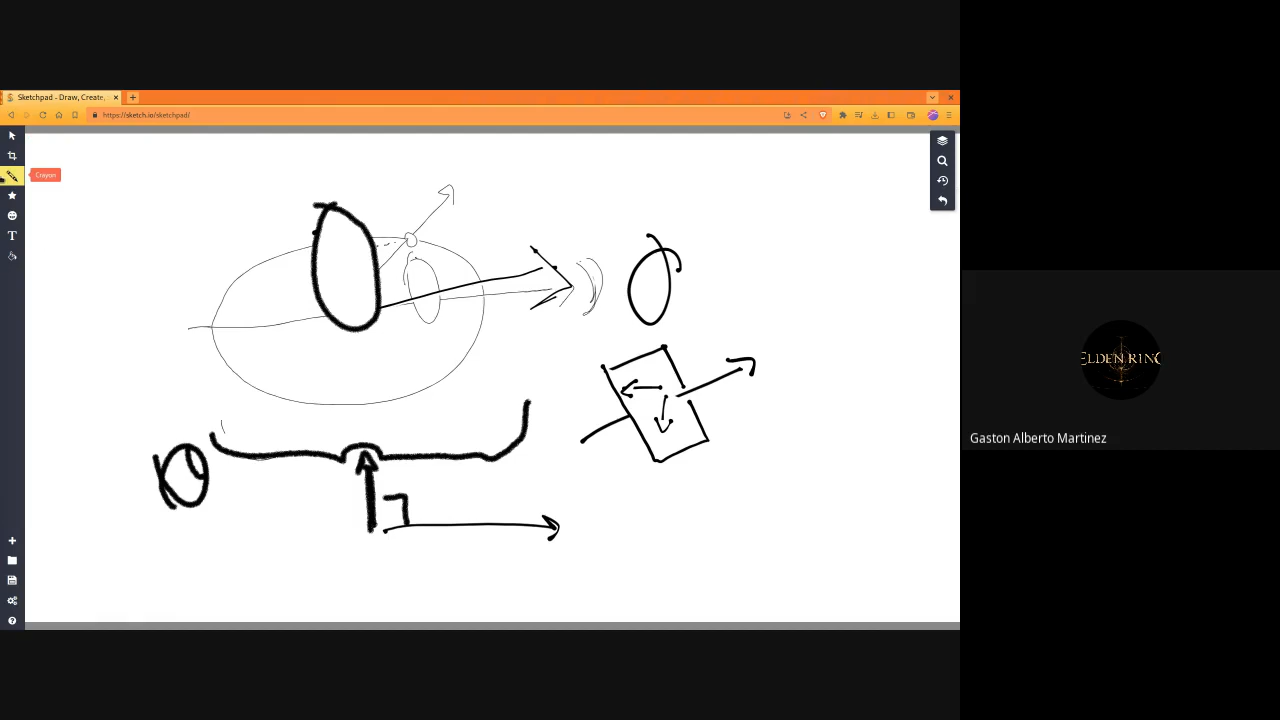 Sketchpad - Draw, Create,
https://sketch.io/sketchpad/
Crayon
T
ELDEN RING
Gaston Alberto Martinez